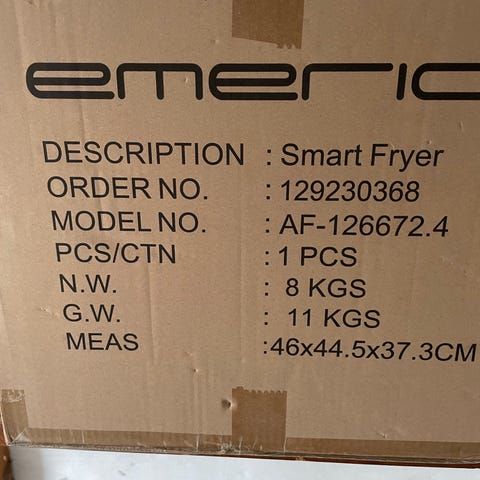 emerio
DESCRIPTION : Smart Fryer
ORDER NO. : 129230368
MODEL NO. : AF-126672.4
PCS/CTN : 1 PCS
N.W. : 8 KGS
G.W. : 11 KGS
MEAS :46x44.5x37.3CM